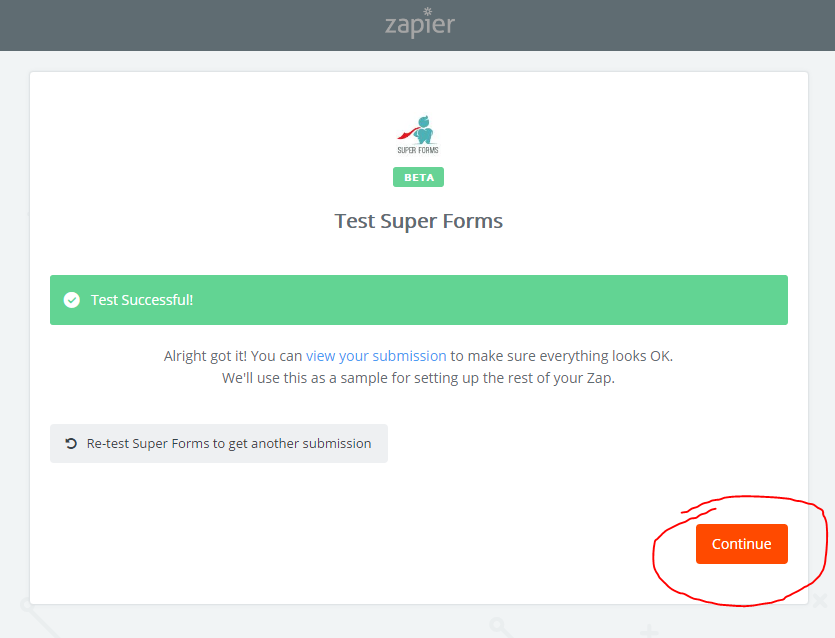 zapier
SUPER FORMS
BETA
Test Super Forms
Test Successful!
Alright got it! You can view your submission to make sure everything looks OK.
We'll use this as a sample for setting up the rest of your Zap.
Re-test Super Forms to get another submission
Continue